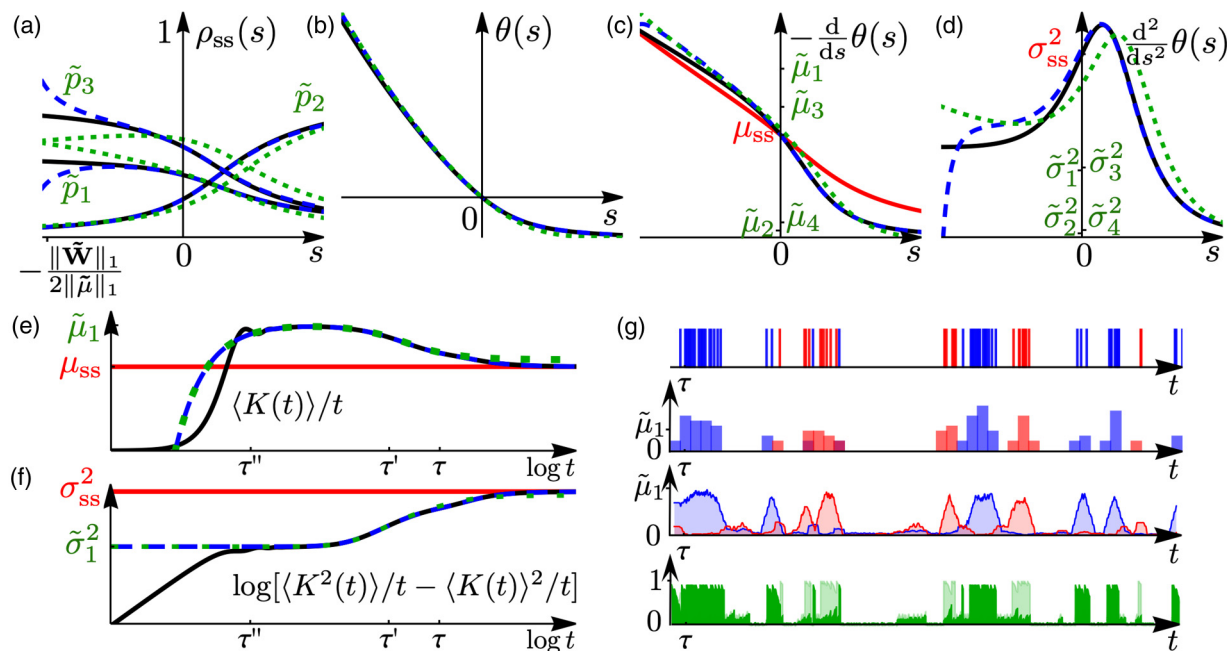 (a)
1
ρss(s)
p̃3
p̃2
p̃1
0
s
−‖W̃‖1/2‖μ̃‖1
(b)
θ(s)
0
s
(c)
−d/ds θ(s)
μ̃1
μ̃3
μss
μ̃2
μ̃4
0
s
(d)
σ²ss
d²/ds² θ(s)
σ̃²1
σ̃²3
σ̃²2
σ̃²4
0
s
(e)
μ̃1
μss
⟨K(t)⟩/t
τ''
τ'
τ
log t
(f)
σ²ss
σ̃²1
log[⟨K²(t)⟩/t − ⟨K(t)⟩²/t]
τ''
τ'
τ
log t
(g)
τ
t
μ̃1
0
τ
t
μ̃1
0
τ
t
1
0
τ
t